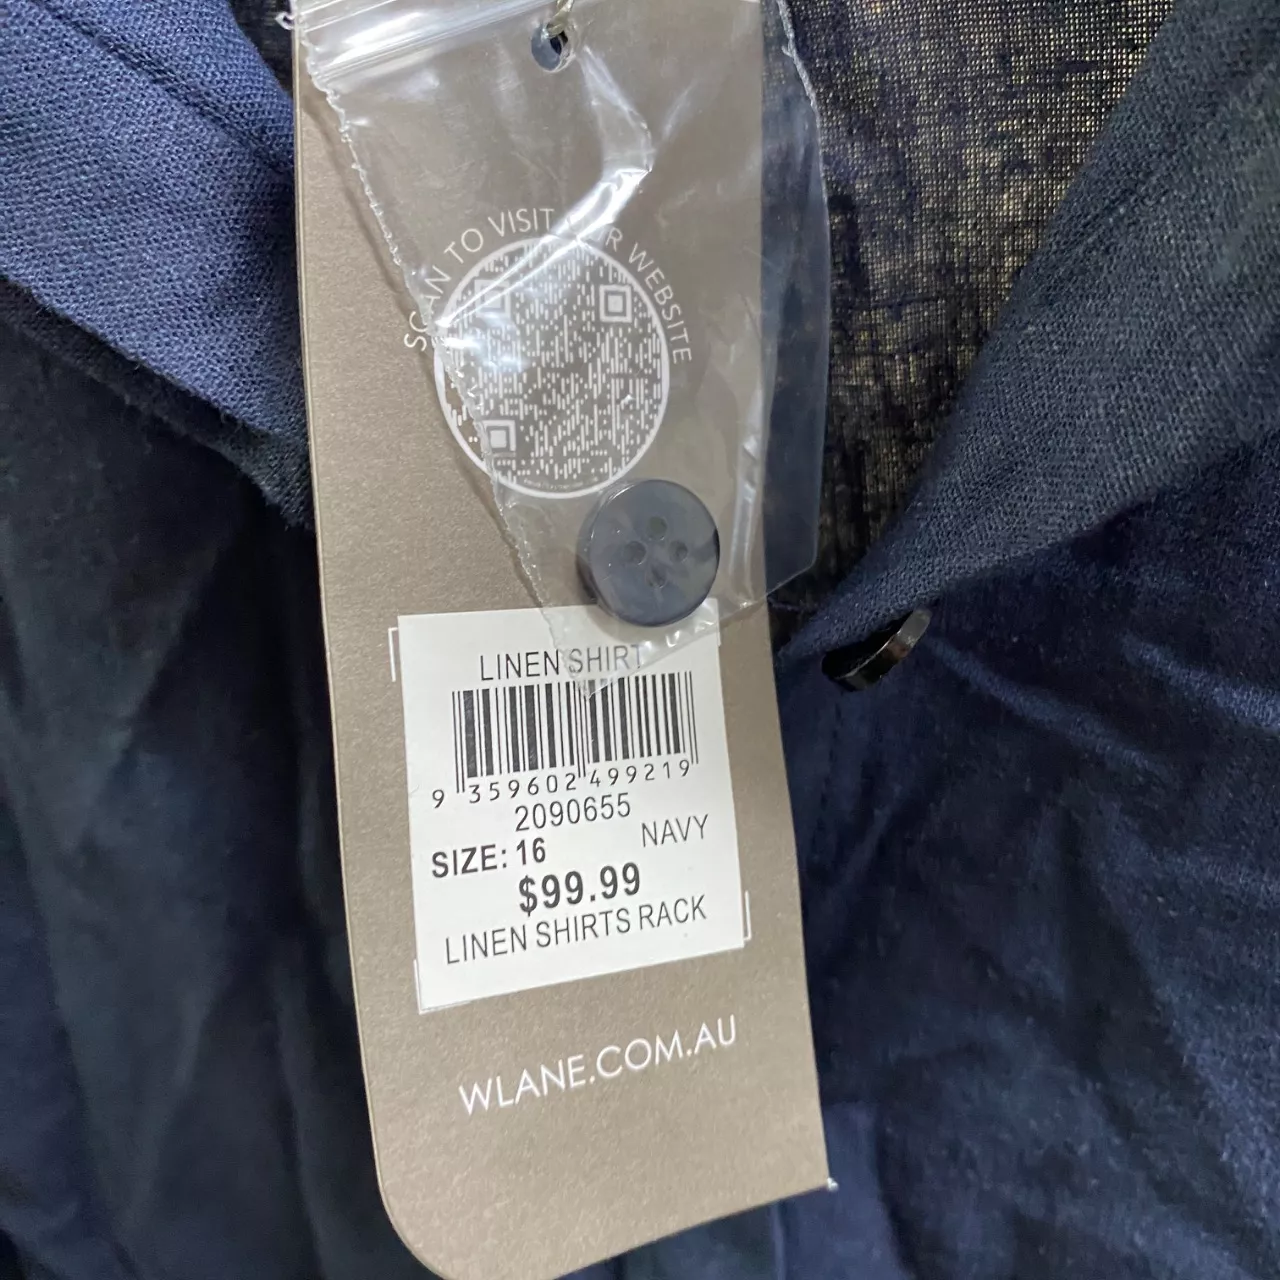 SCAN TO VISIT OUR WEBSITE
LINEN SHIRT
9 359602 499219
2090655
SIZE: 16 NAVY
$99.99
LINEN SHIRTS RACK
WLANE.COM.AU